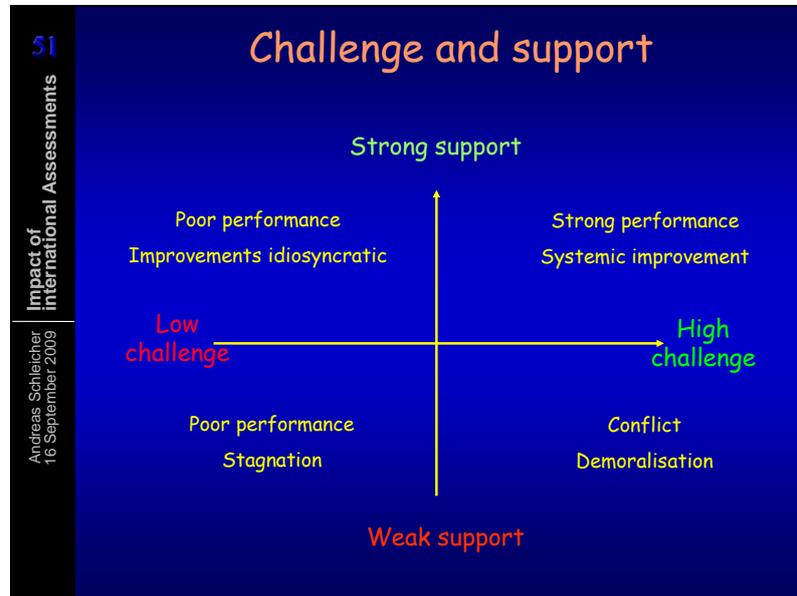 51
Impact of
international Assessments
Andreas Schleicher
16 September 2009
Challenge and support
Strong support
Poor performance
Improvements idiosyncratic
Strong performance
Systemic improvement
Low
challenge
High
challenge
Poor performance
Stagnation
Conflict
Demoralisation
Weak support